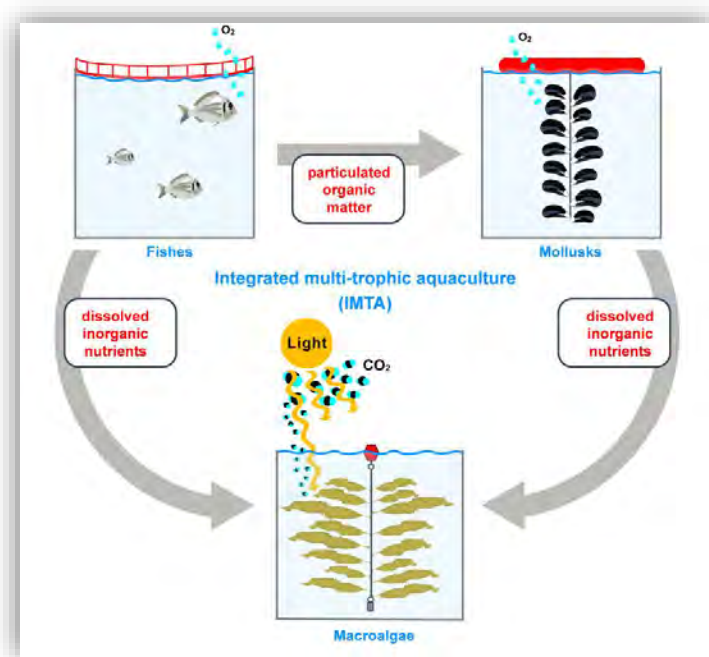 O₂
O₂
particulated
organic
matter
Fishes
Mollusks
Integrated multi-trophic aquaculture
(IMTA)
dissolved
inorganic
nutrients
dissolved
inorganic
nutrients
Light
CO₂
Macroalgae